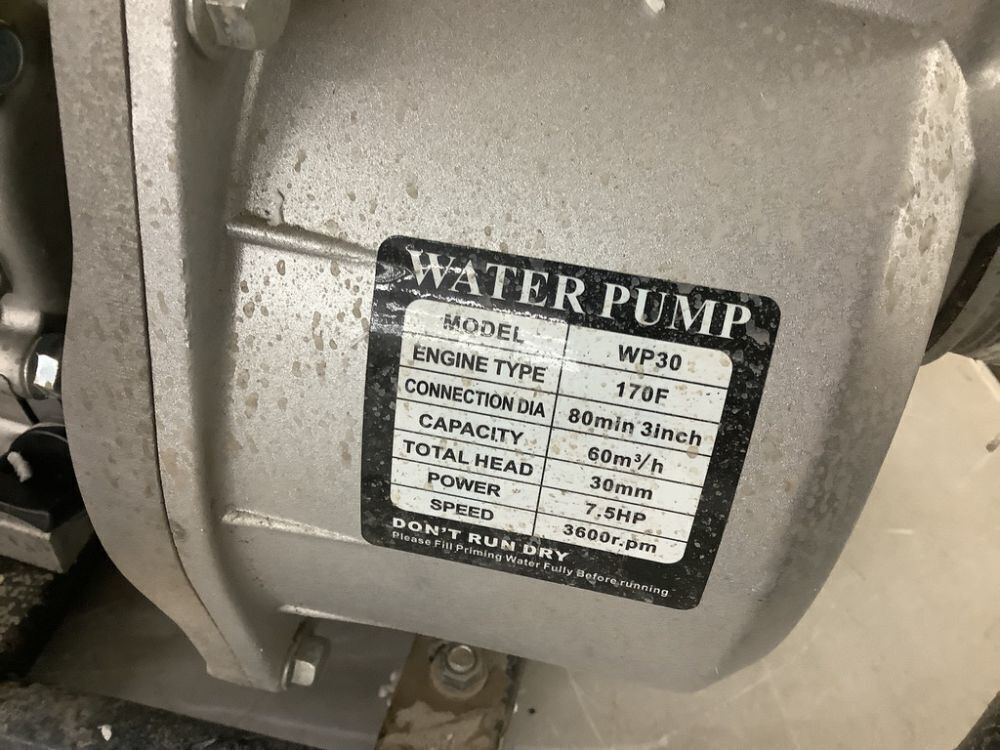 WATER PUMP
MODEL WP30
ENGINE TYPE 170F
CONNECTION DIA 80min 3inch
CAPACITY 60m³/h
TOTAL HEAD 30mm
POWER 7.5HP
SPEED 3600r.pm
DON'T RUN DRY
Please Fill Priming Water Fully Before running